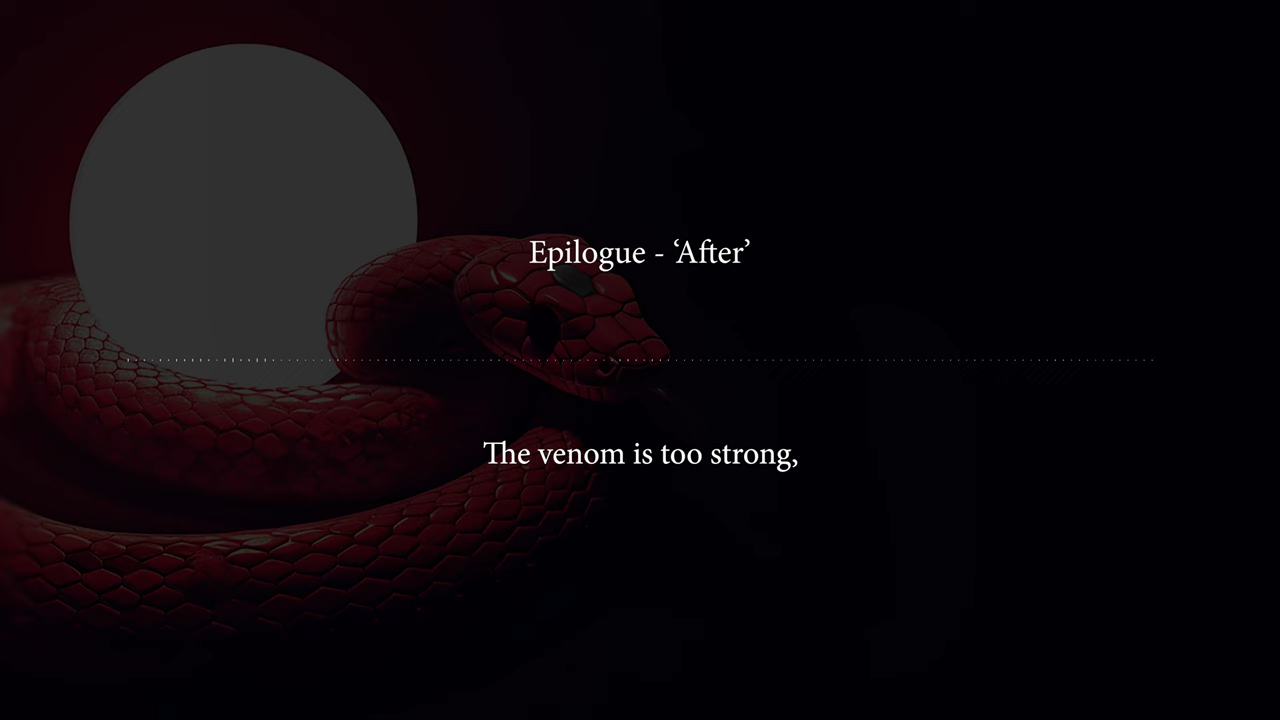 Epilogue - ‘After’
The venom is too strong,